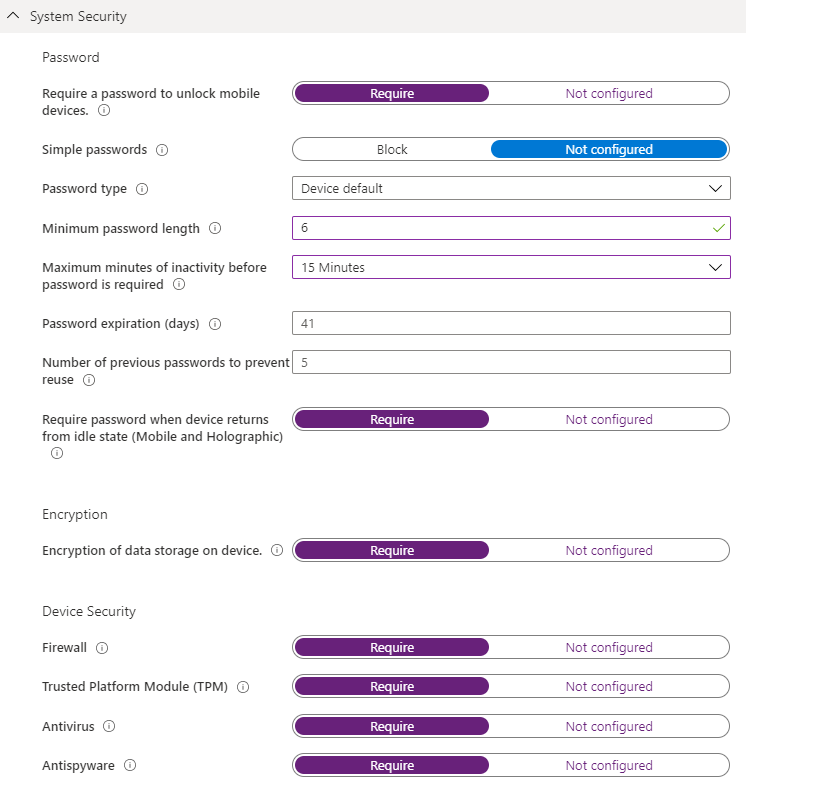 System Security
Password
Require a password to unlock mobile
devices.
Require
Not configured
Simple passwords
Block
Not configured
Password type
Device default
Minimum password length
6
Maximum minutes of inactivity before
password is required
15 Minutes
Password expiration (days)
41
Number of previous passwords to prevent
reuse
5
Require password when device returns
from idle state (Mobile and Holographic)
Require
Not configured
Encryption
Encryption of data storage on device.
Require
Not configured
Device Security
Firewall
Require
Not configured
Trusted Platform Module (TPM)
Require
Not configured
Antivirus
Require
Not configured
Antispyware
Require
Not configured